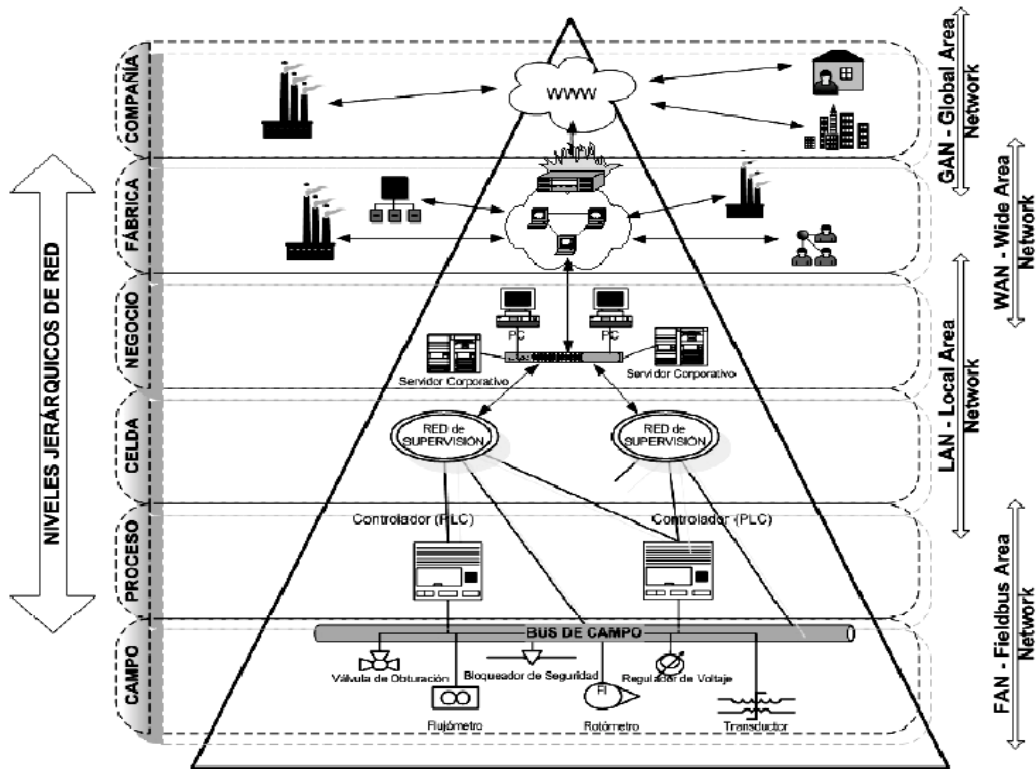 NIVELES JERÁRQUICOS DE RED
COMPAÑIA
FÁBRICA
NEGOCIO
CELDA
PROCESO
CAMPO
WWW
PC
PC
Servidor Corporativo
Servidor Corporativo
RED de
SUPERVISIÓN
RED de
SUPERVISIÓN
Controlador (PLC)
Controlador (PLC)
BUS DE CAMPO
Válvula de Obturación
Bloqueador de Seguridad
Regulador de Voltaje
Flujómetro
FI
Rotómetro
Transductor
GAN - Global Area
Network
WAN - Wide Area
Network
LAN - Local Area
Network
FAN - Fieldbus Area
Network